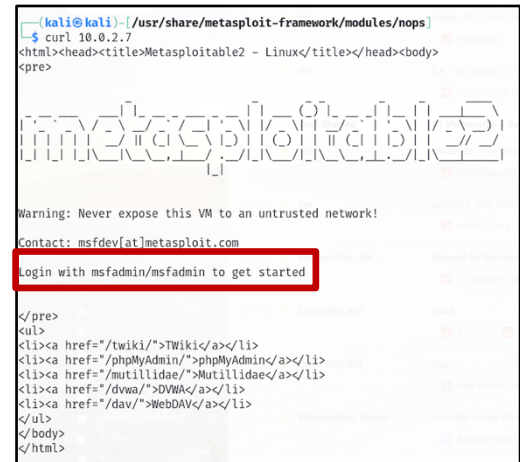 (kali㉿kali)-[/usr/share/metasploit-framework/modules/nops]
$ curl 10.0.2.7
<html><head><title>Metasploitable2 - Linux</title></head><body>
<pre>
metasploitable2
Warning: Never expose this VM to an untrusted network!
Contact: msfdev[at]metasploit.com
Login with msfadmin/msfadmin to get started
</pre>
<ul>
<li><a href="/twiki/">TWiki</a></li>
<li><a href="/phpMyAdmin/">phpMyAdmin</a></li>
<li><a href="/mutillidae/">Mutillidae</a></li>
<li><a href="/dvwa/">DVWA</a></li>
<li><a href="/dav/">WebDAV</a></li>
</ul>
</body>
</html>